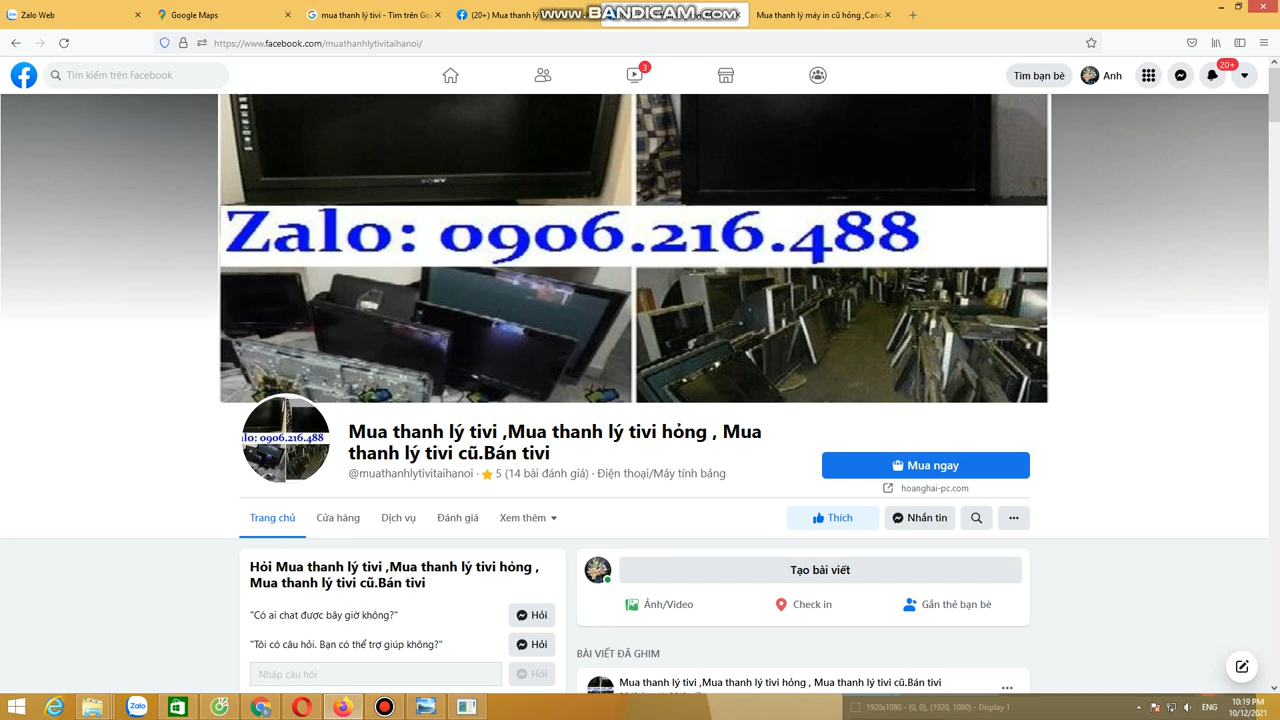 Zalo Web
Google Maps
mua thanh lý tivi - Tìm trên Goo
(20+) Mua thanh lý
www.BANDICAM.com
Mua thanh lý máy in cũ hỏng ,Cano
https://www.facebook.com/muathanhlytivitaihanoi/
Tìm kiếm trên Facebook
3
Tìm bạn bè
Anh
20+
SONY
Zalo: 0906.216.488
alo: 0906.216.488
Mua thanh lý tivi ,Mua thanh lý tivi hỏng , Mua
thanh lý tivi cũ.Bán tivi
@muathanhlytivitaihanoi · 5 (14 bài đánh giá) · Điện thoại/Máy tính bảng
Mua ngay
hoanghai-pc.com
Trang chủ
Cửa hàng
Dịch vụ
Đánh giá
Xem thêm
Thích
Nhắn tin
Hỏi Mua thanh lý tivi ,Mua thanh lý tivi hỏng ,
Mua thanh lý tivi cũ.Bán tivi
"Có ai chat được bây giờ không?"
Hỏi
"Tôi có câu hỏi. Bạn có thể trợ giúp không?"
Hỏi
Nhập câu hỏi
Hỏi
Tạo bài viết
Ảnh/Video
Check in
Gắn thẻ bạn bè
BÀI VIẾT ĐÃ GHIM
Mua thanh lý tivi ,Mua thanh lý tivi hỏng , Mua thanh lý tivi cũ.Bán tivi
Zalo
1920x1080 - (0, 0), (1920, 1080) - Display 1
ENG
10:19 PM
10/12/2021